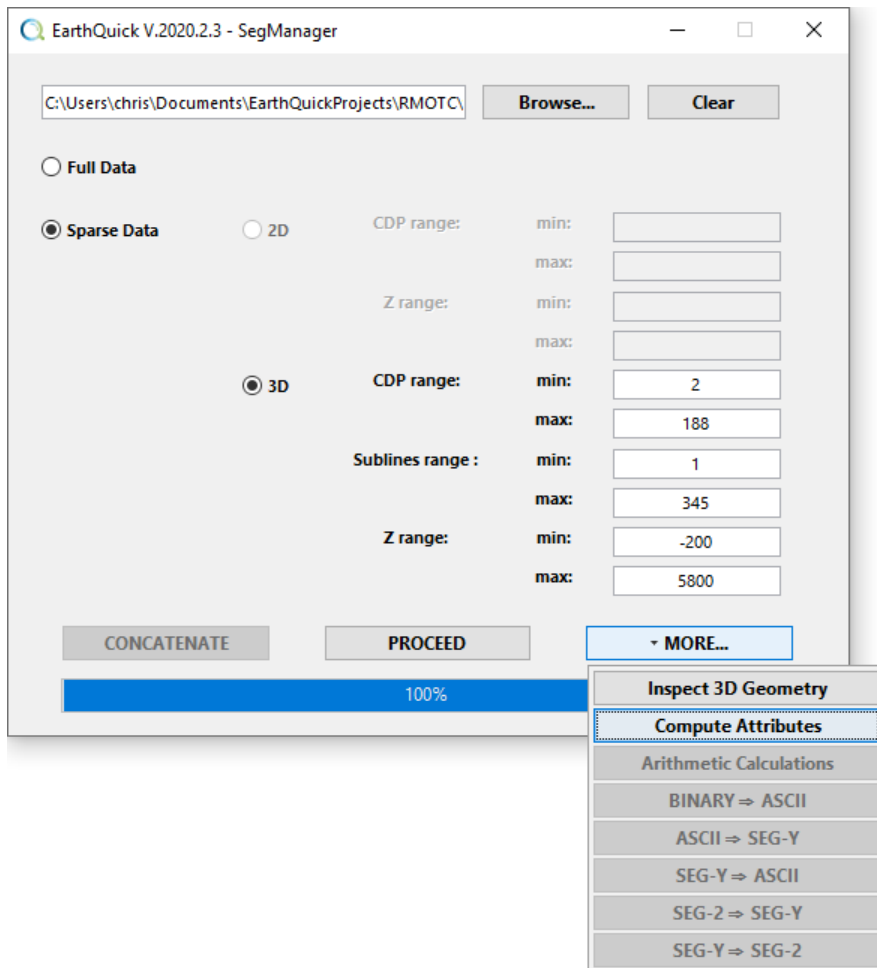 EarthQuick V.2020.2.3 - SegManager
C:\Users\chris\Documents\EarthQuickProjects\RMOTC\ Browse... Clear
Full Data
Sparse Data 2D CDP range: min:
max:
Z range: min:
max:
3D CDP range: min: 2
max: 188
Sublines range : min: 1
max: 345
Z range: min: -200
max: 5800
CONCATENATE PROCEED MORE...
100%
Inspect 3D Geometry
Compute Attributes
Arithmetic Calculations
BINARY ⇒ ASCII
ASCII ⇒ SEG-Y
SEG-Y ⇒ ASCII
SEG-2 ⇒ SEG-Y
SEG-Y ⇒ SEG-2